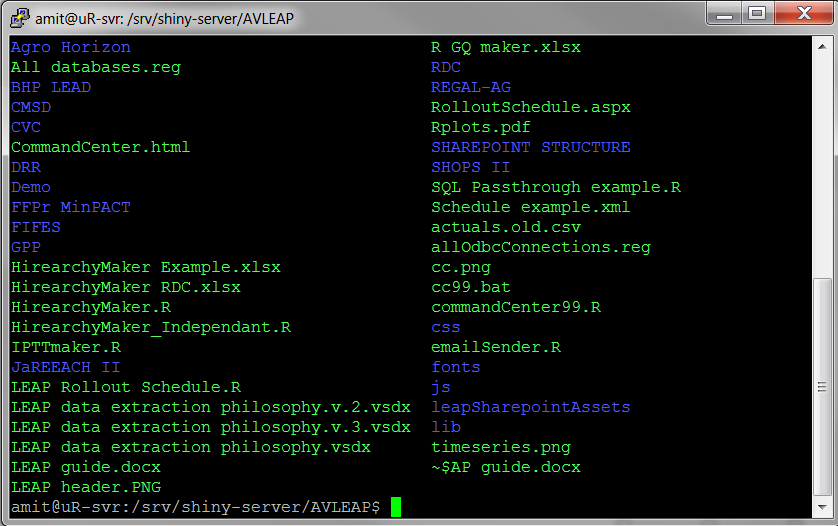 amit@uR-svr: /srv/shiny-server/AVLEAP
Agro Horizon R GQ maker.xlsx
All databases.reg RDC
BHP LEAD REGAL-AG
CMSD RolloutSchedule.aspx
CVC Rplots.pdf
CommandCenter.html SHAREPOINT STRUCTURE
DRR SHOPS II
Demo SQL Passthrough example.R
FFPr MinPACT Schedule example.xml
FIFES actuals.old.csv
GPP allOdbcConnections.reg
HirearchyMaker Example.xlsx cc.png
HirearchyMaker RDC.xlsx cc99.bat
HirearchyMaker.R commandCenter99.R
HirearchyMaker_Independant.R css
IPTTmaker.R emailSender.R
JaREEACH II fonts
LEAP Rollout Schedule.R js
LEAP data extraction philosophy.v.2.vsdx leapSharepointAssets
LEAP data extraction philosophy.v.3.vsdx lib
LEAP data extraction philosophy.vsdx timeseries.png
LEAP guide.docx ~$AP guide.docx
LEAP header.PNG
amit@uR-svr:/srv/shiny-server/AVLEAP$